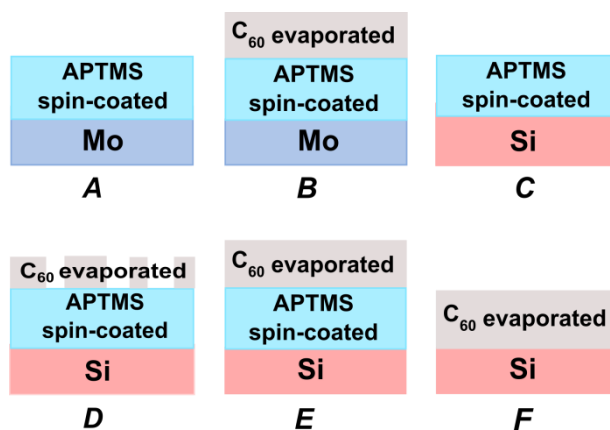 APTMS
spin-coated
Mo
A
C₆₀ evaporated
APTMS
spin-coated
Mo
B
APTMS
spin-coated
Si
C
C₆₀ evaporated
APTMS
spin-coated
Si
D
C₆₀ evaporated
APTMS
spin-coated
Si
E
C₆₀ evaporated
Si
F